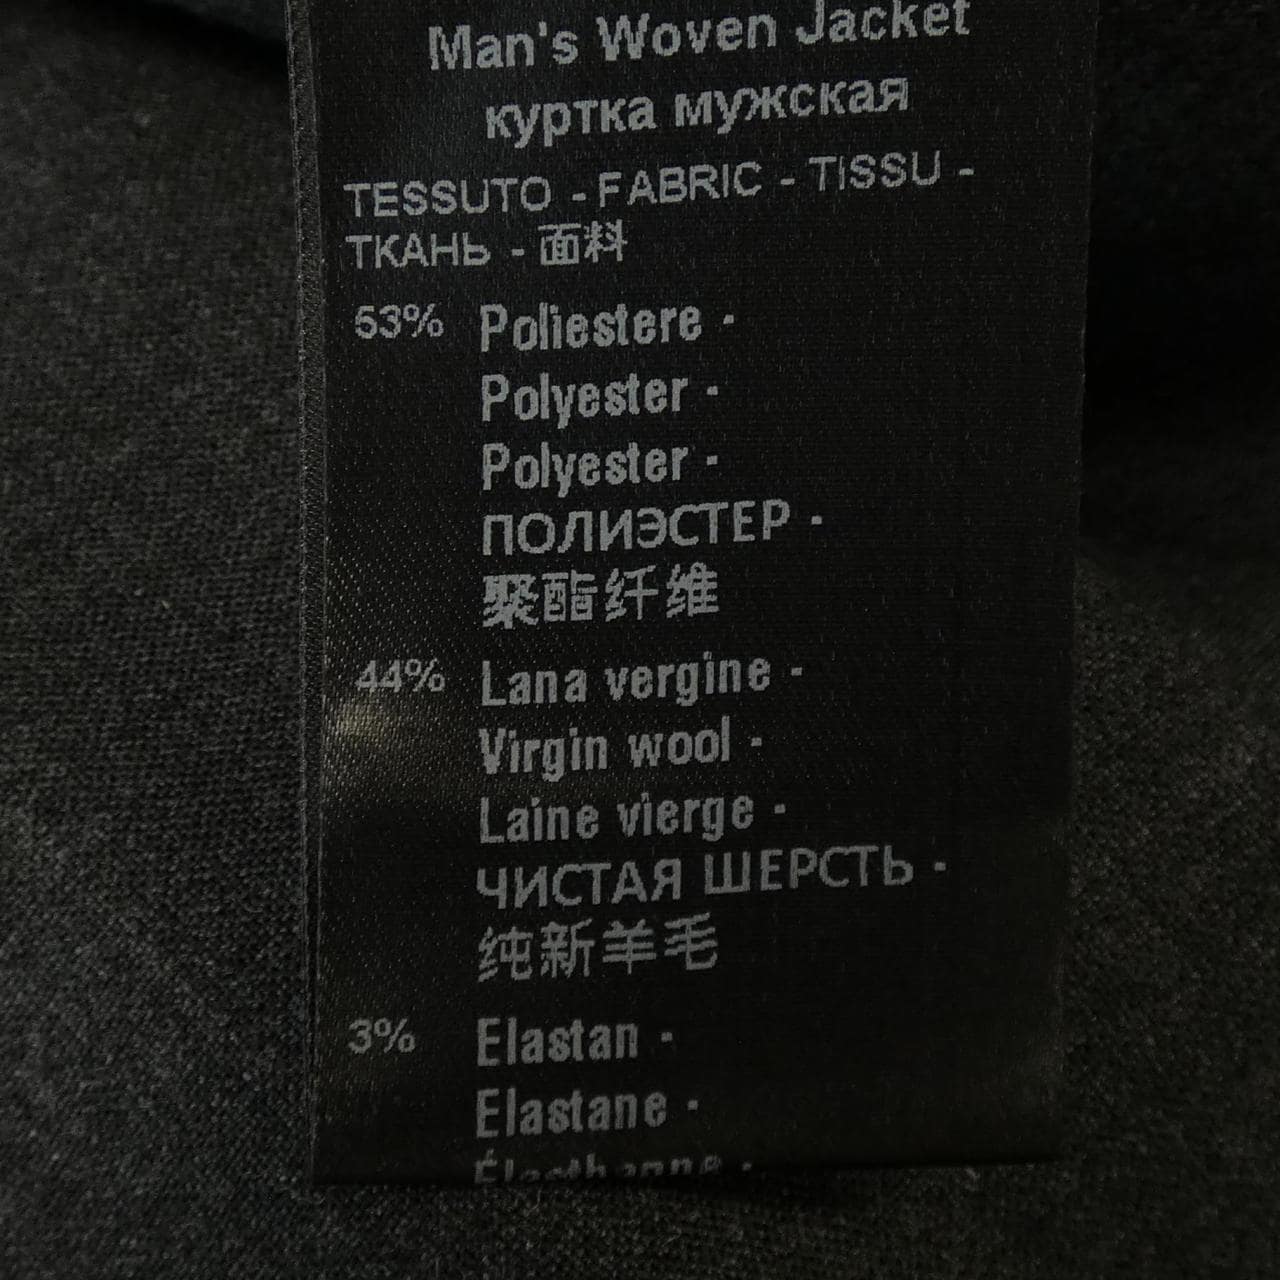 Man's Woven Jacket
куртка мужская
TESSUTO - FABRIC - TISSU -
ТКАНЬ - 面料
53% Poliestere -
Polyester -
Polyester -
ПОЛИЭСТЕР -
聚酯纤维
44% Lana vergine -
Virgin wool -
Laine vierge -
ЧИСТАЯ ШЕРСТЬ -
纯新羊毛
3% Elastan -
Elastane -